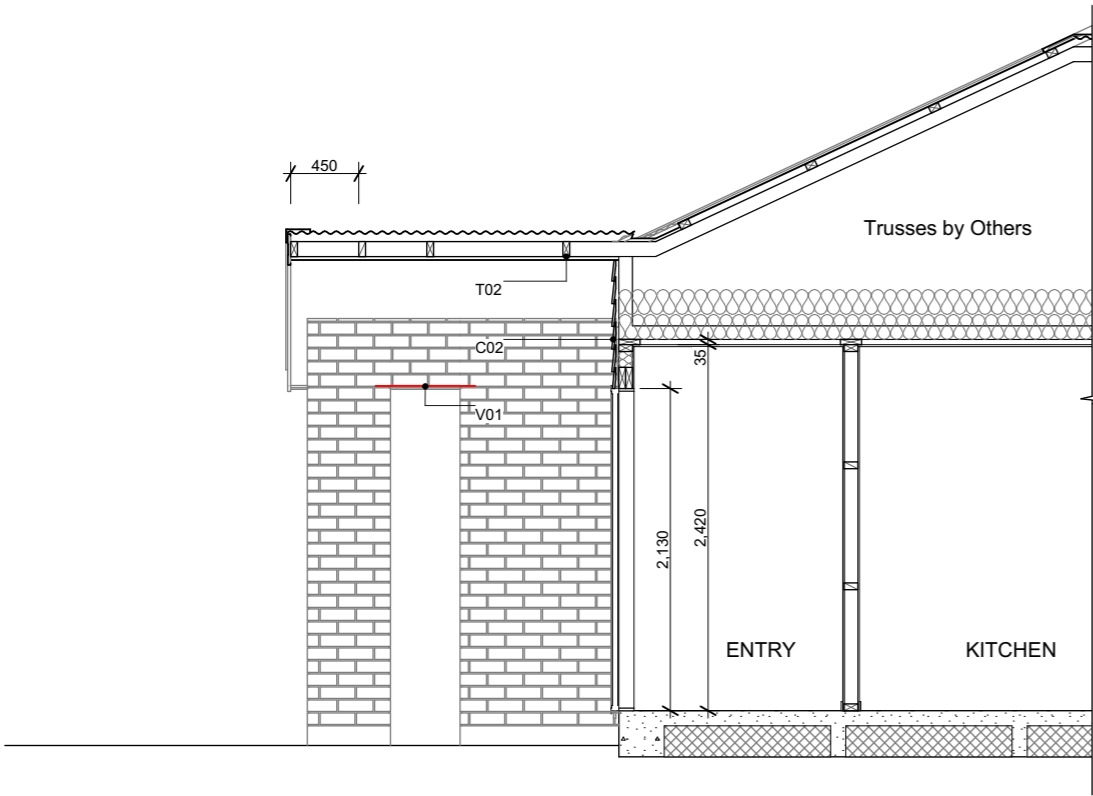 450
Trusses by Others
T02
C02
35
V01
2,130
2,420
ENTRY
KITCHEN